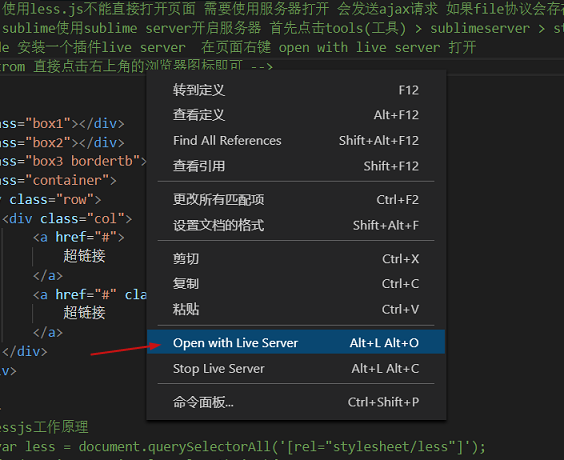 使用less.js不能直接打开页面 需要使用服务器打开 会发送ajax请求 如果file协议会存
sublime使用sublime server开启服务器 首先点击tools(工具) > sublimeserver > st
de 安装一个插件live server 在页面右键 open with live server 打开
trom 直接点击右上角的浏览器图标即可 -->
ass="box1"></div>
ass="box2"></div>
ass="box3 bordertb">
ass="container">
v class="row">
<div class="col">
<a href="#">
超链接
</a>
<a href="#" cla
超链接
</a>
</div>
iv>
essjs工作原理
var less = document.querySelectorAll('[rel="stylesheet/less"]');
转到定义 F12
查看定义 Alt+F12
Find All References Shift+Alt+F12
查看引用 Shift+F12
更改所有匹配项 Ctrl+F2
设置文档的格式 Shift+Alt+F
剪切 Ctrl+X
复制 Ctrl+C
粘贴 Ctrl+V
Open with Live Server Alt+L Alt+O
Stop Live Server Alt+L Alt+C
命令面板... Ctrl+Shift+P